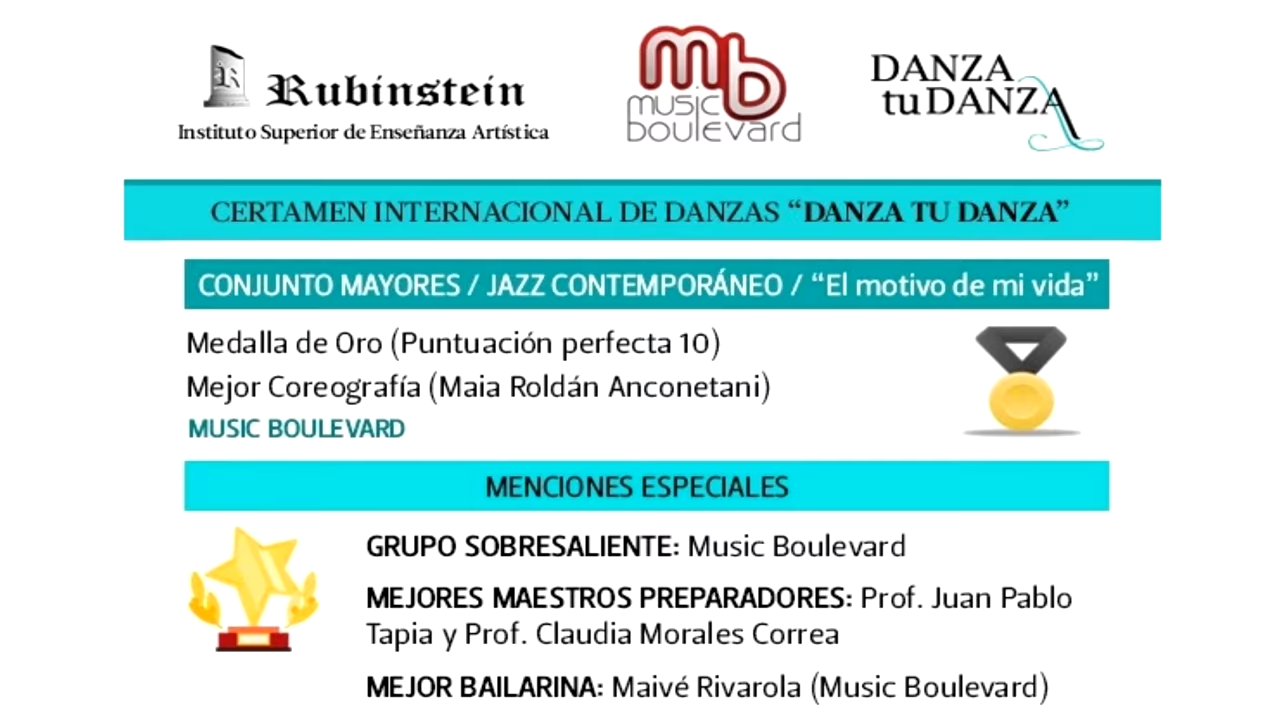 R
Rubinstein
Instituto Superior de Enseñanza Artística
mb
music
boulevard
DANZA
tu DANZA
CERTAMEN INTERNACIONAL DE DANZAS “DANZA TU DANZA”
CONJUNTO MAYORES / JAZZ CONTEMPORÁNEO / “El motivo de mi vida”
Medalla de Oro (Puntuación perfecta 10)
Mejor Coreografía (Maia Roldán Anconetani)
MUSIC BOULEVARD
MENCIONES ESPECIALES
GRUPO SOBRESALIENTE: Music Boulevard
MEJORES MAESTROS PREPARADORES: Prof. Juan Pablo
Tapia y Prof. Claudia Morales Correa
MEJOR BAILARINA: Maivé Rivarola (Music Boulevard)